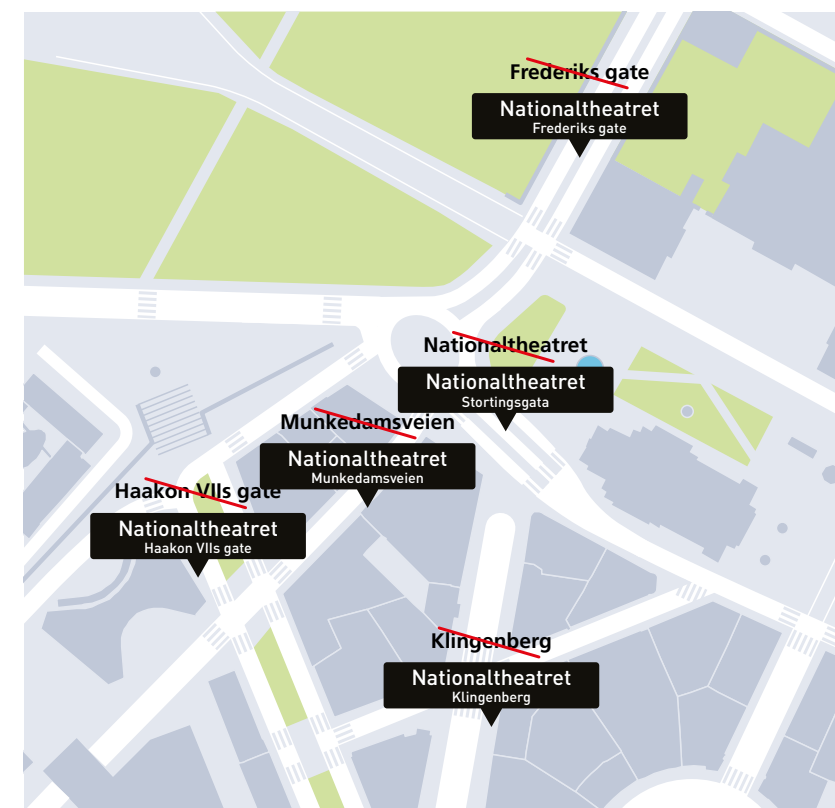 Frederiks gate
Nationaltheatret
Frederiks gate
Nationaltheatret
Nationaltheatret
Stortingsgata
Munkedamsveien
Nationaltheatret
Munkedamsveien
Haakon VIIs gate
Nationaltheatret
Haakon VIIs gate
Klingenberg
Nationaltheatret
Klingenberg